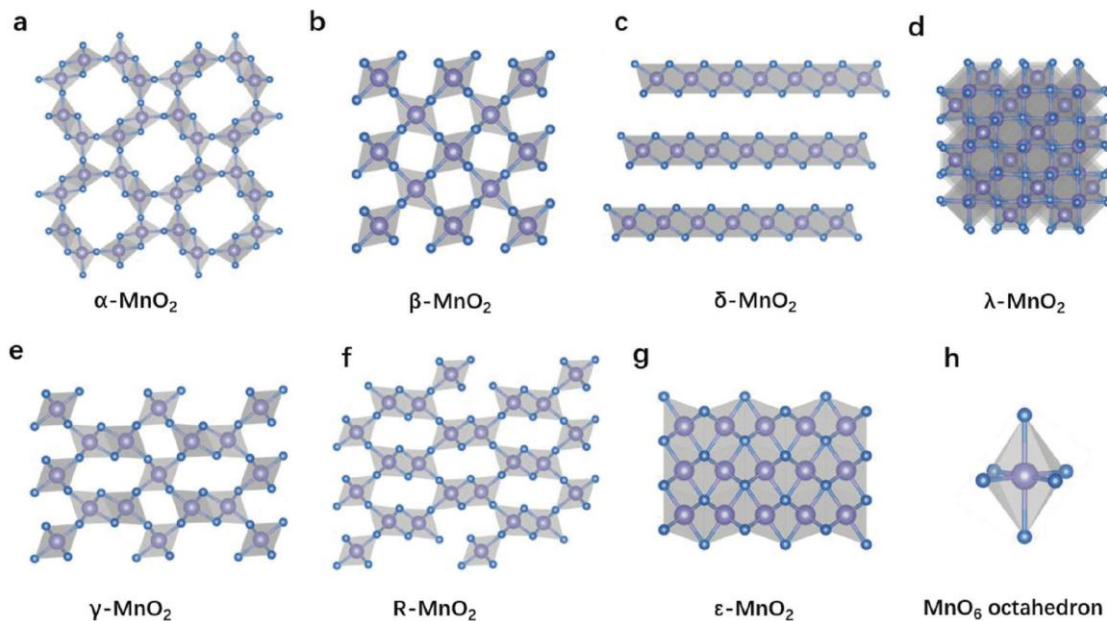 a
b
c
d
α-MnO₂
β-MnO₂
δ-MnO₂
λ-MnO₂
e
f
g
h
γ-MnO₂
R-MnO₂
ε-MnO₂
MnO₆ octahedron